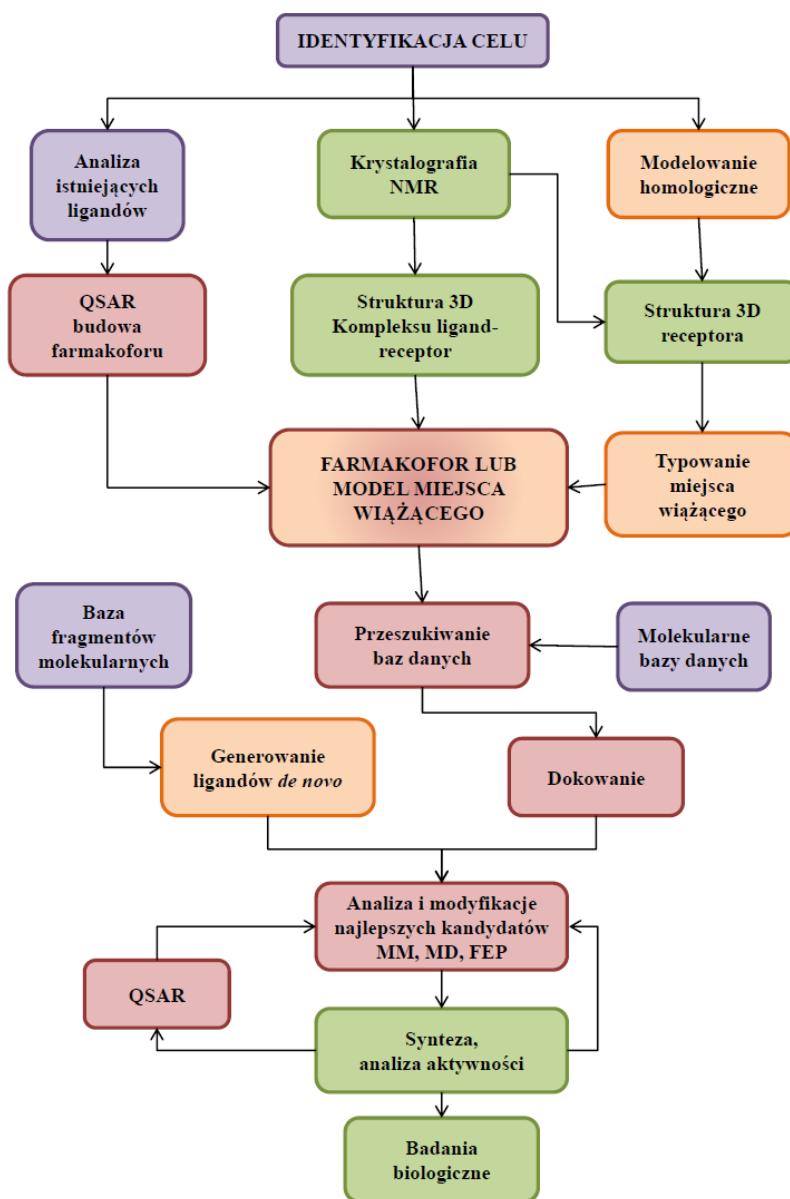 IDENTYFIKACJA CELU
Analiza
istniejących
ligandów
Krystalografia
NMR
Modelowanie
homologiczne
QSAR
budowa
farmakoforu
Struktura 3D
Kompleksu ligand-
receptor
Struktura 3D
receptora
FARMAKOFOR LUB
MODEL MIEJSCA
WIĄŻĄCEGO
Typowanie
miejsca
wiążącego
Baza
fragmentów
molekularnych
Przeszukiwanie
baz danych
Molekularne
bazy danych
Generowanie
ligandów de novo
Dokowanie
Analiza i modyfikacje
najlepszych kandydatów
MM, MD, FEP
QSAR
Synteza,
analiza aktywności
Badania
biologiczne